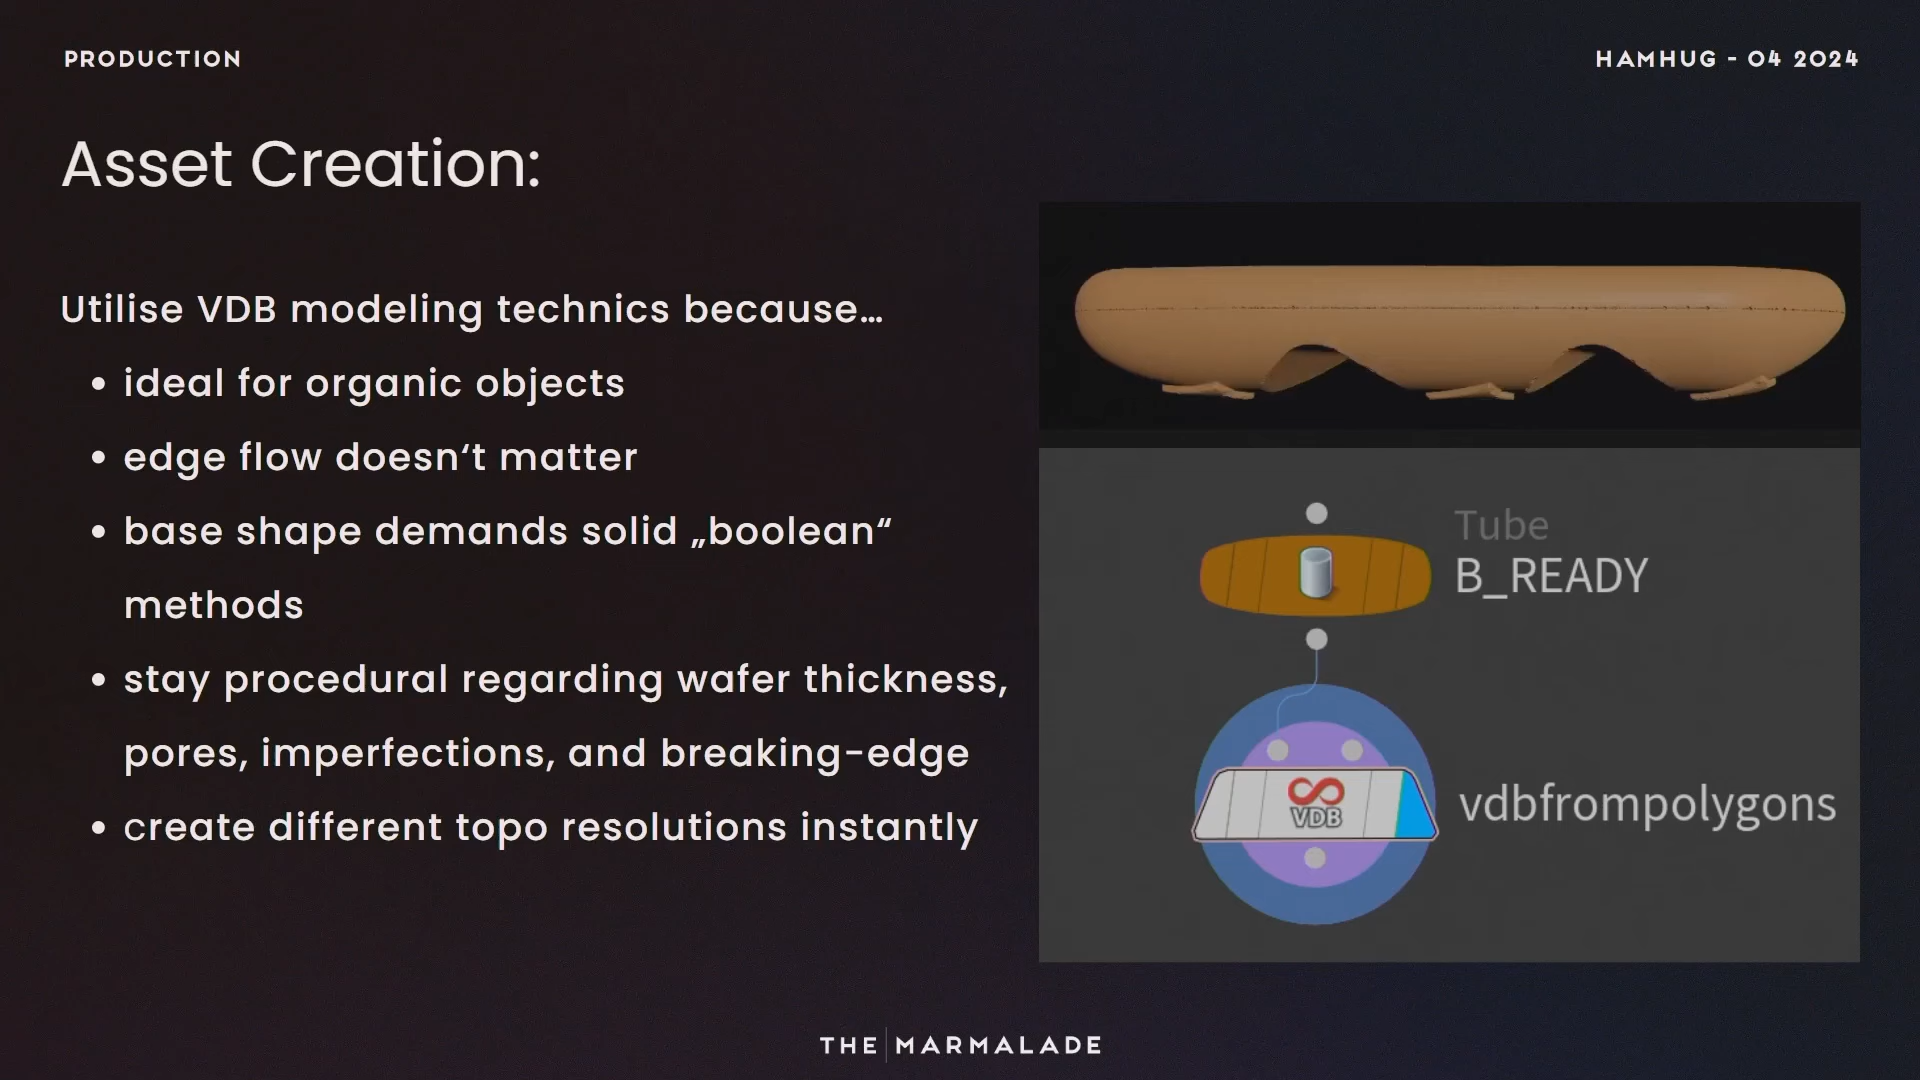 PRODUCTION
HAMHUG - 04 2024
Asset Creation:
Utilise VDB modeling technics because…
• ideal for organic objects
• edge flow doesn‘t matter
• base shape demands solid „boolean“
methods
• stay procedural regarding wafer thickness,
pores, imperfections, and breaking-edge
• create different topo resolutions instantly
Tube
B_READY
VDB
vdbfrompolygons
THE MARMALADE